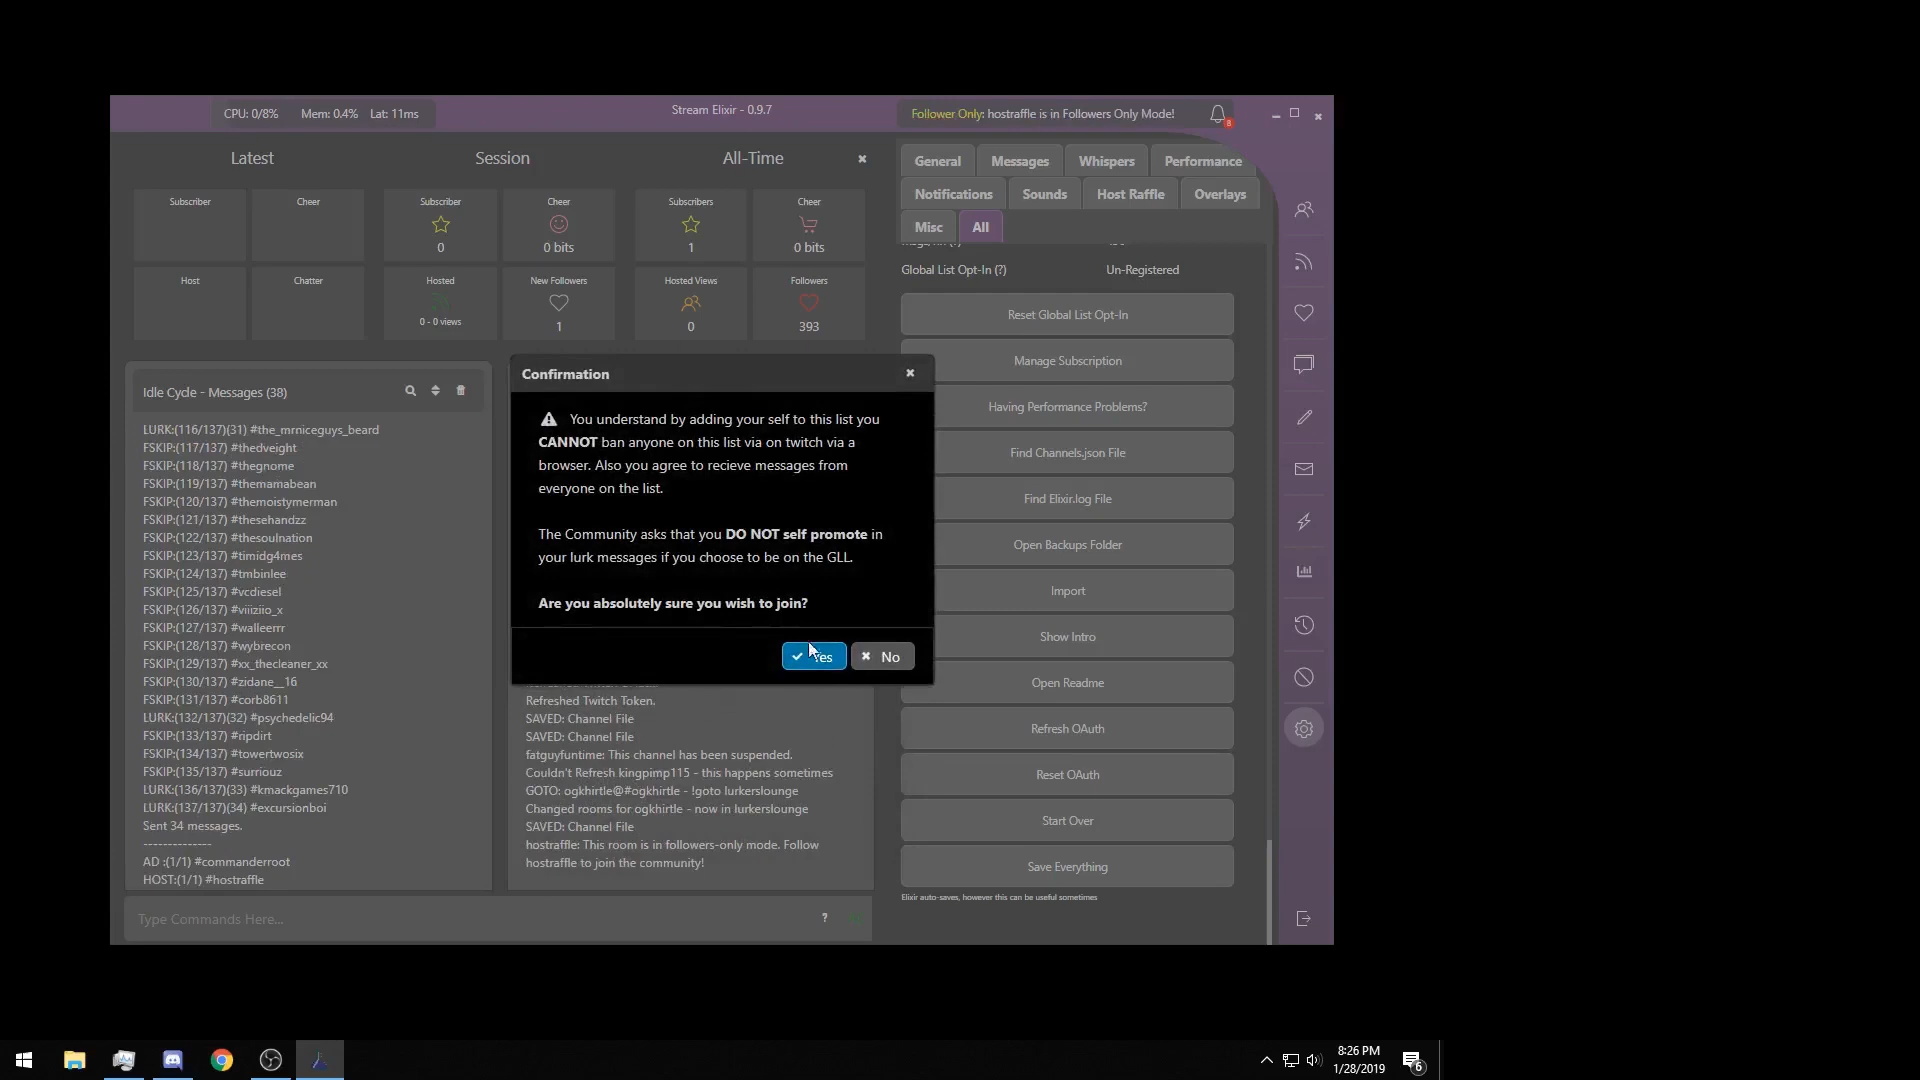 CPU: 0/8% Mem: 0.4% Lat: 11ms
Stream Elixir - 0.9.7
Follower Only: hostraffle is in Followers Only Mode!
8
Latest
Session
All-Time
Subscriber
Cheer
Host
Chatter
Subscriber
0
Cheer
0 bits
Hosted
0 - 0 views
New Followers
1
Subscribers
1
Cheer
0 bits
Hosted Views
0
Followers
393
General
Messages
Whispers
Performance
Notifications
Sounds
Host Raffle
Overlays
Misc
All
Global List Opt-In (?)
Un-Registered
Reset Global List Opt-In
Manage Subscription
Having Performance Problems?
Find Channels.json File
Find Elixir.log File
Open Backups Folder
Import
Show Intro
Open Readme
Refresh OAuth
Reset OAuth
Start Over
Save Everything
Elixir auto-saves, however this can be useful sometimes
Idle Cycle - Messages (38)
LURK:(116/137)(31) #the_mrniceguys_beard
FSKIP:(117/137) #thedveight
FSKIP:(118/137) #thegnome
FSKIP:(119/137) #themamabean
FSKIP:(120/137) #themoistymerman
FSKIP:(121/137) #thesehandzz
FSKIP:(122/137) #thesoulnation
FSKIP:(123/137) #timidg4mes
FSKIP:(124/137) #tmbinlee
FSKIP:(125/137) #vcdiesel
FSKIP:(126/137) #viiiziio_x
FSKIP:(127/137) #walleerrr
FSKIP:(128/137) #wybrecon
FSKIP:(129/137) #xx_thecleaner_xx
FSKIP:(130/137) #zidane__16
FSKIP:(131/137) #corb8611
LURK:(132/137)(32) #psychedelic94
FSKIP:(133/137) #ripdirt
FSKIP:(134/137) #towertwosix
FSKIP:(135/137) #surriouz
LURK:(136/137)(33) #kmackgames710
LURK:(137/137)(34) #excursionboi
Sent 34 messages.
--------------
AD :(1/1) #commanderroot
HOST:(1/1) #hostraffle
Confirmation
You understand by adding your self to this list you
CANNOT ban anyone on this list via on twitch via a
browser. Also you agree to recieve messages from
everyone on the list.
The Community asks that you DO NOT self promote in
your lurk messages if you choose to be on the GLL.
Are you absolutely sure you wish to join?
Yes
No
Refreshed Twitch Token.
SAVED: Channel File
SAVED: Channel File
fatguyfuntime: This channel has been suspended.
Couldn't Refresh kingpimp115 - this happens sometimes
GOTO: ogkhirtle@#ogkhirtle - !goto lurkerslounge
Changed rooms for ogkhirtle - now in lurkerslounge
SAVED: Channel File
hostraffle: This room is in followers-only mode. Follow
hostraffle to join the community!
Type Commands Here...
?
8:26 PM
1/28/2019
6